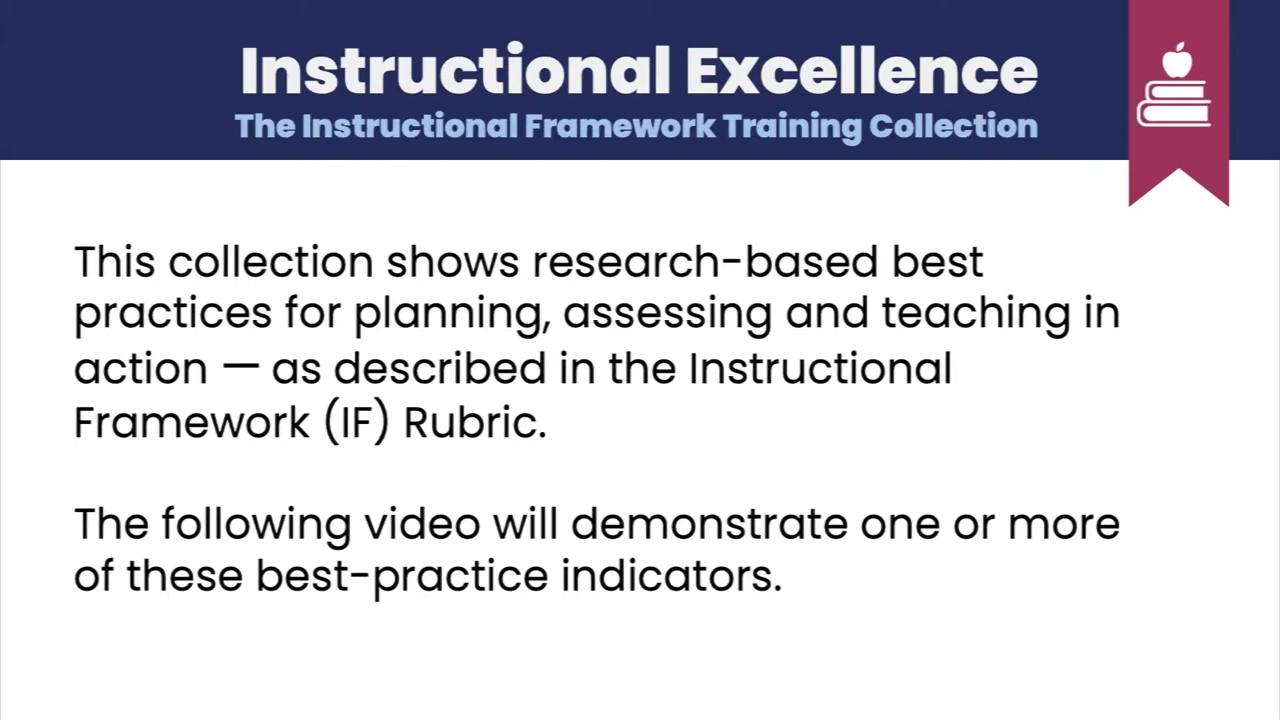 Instructional Excellence
The Instructional Framework Training Collection
This collection shows research-based best
practices for planning, assessing and teaching in
action — as described in the Instructional
Framework (IF) Rubric.
The following video will demonstrate one or more
of these best-practice indicators.